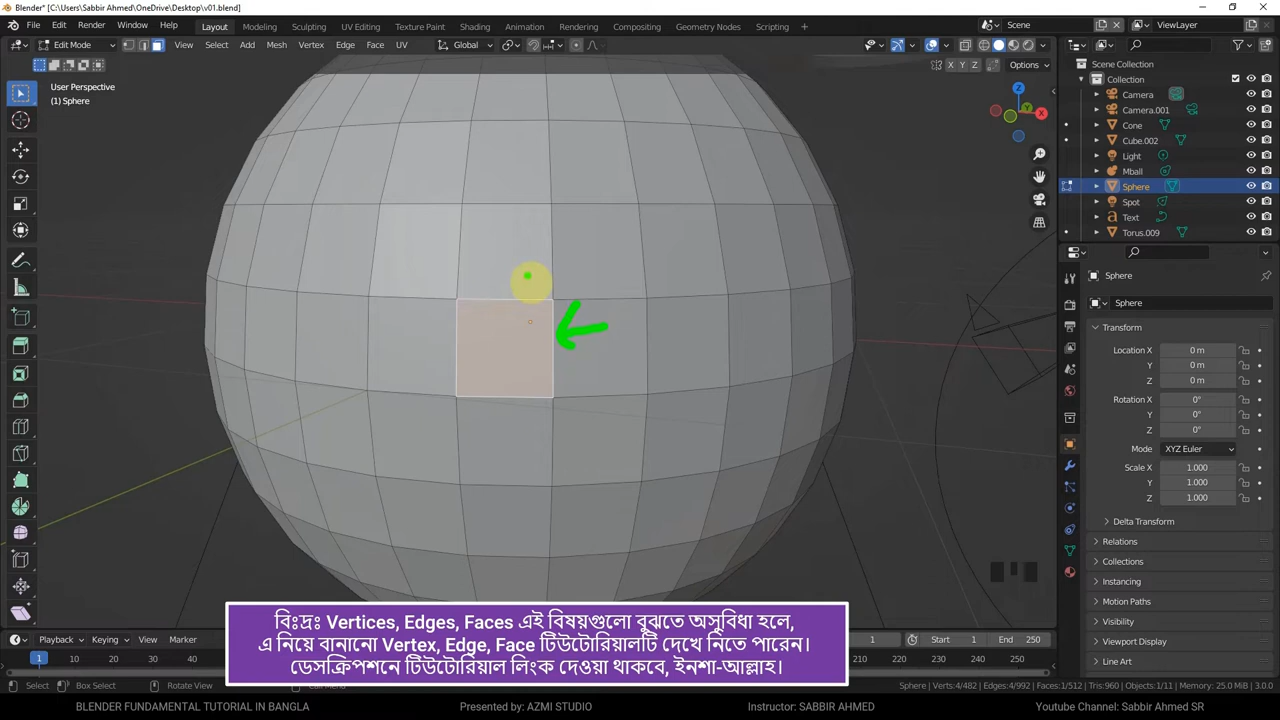 Blender* [C:\Users\Sabbir Ahmed\OneDrive\Desktop\v01.blend]
File Edit Render Window Help Layout Modeling Sculpting UV Editing Texture Paint Shading Animation Rendering Compositing Geometry Nodes Scripting Scene ViewLayer
Edit Mode View Select Add Mesh Vertex Edge Face UV Global
X Y Z Options
User Perspective
(1) Sphere
Z
Y
X
Scene Collection
Collection
Camera
Camera.001
Cone
Cube.002
Light
Mball
Sphere
Spot
Text
Torus.009
Sphere
Sphere
Transform
Location X 0 m
Y 0 m
Z 0 m
Rotation X 0°
Y 0°
Z 0°
Mode XYZ Euler
Scale X 1.000
Y 1.000
Z 1.000
Delta Transform
Relations
Collections
Instancing
Motion Paths
Visibility
Viewport Display
Line Art
বিঃদ্রঃ Vertices, Edges, Faces এই বিষয়গুলো বুঝতে অসুবিধা হলে,
এ নিয়ে বানানো Vertex, Edge, Face টিউটোরিয়ালটি দেখে নিতে পারেন।
ডেসক্রিপশনে টিউটোরিয়াল লিংক দেওয়া থাকবে, ইনশা-আল্লাহ।
Playback Keying View Marker 1 Start 1 End 250
1 10 20 30 40 50 60 180 190 200 210 220 230 240 250
Select Box Select Rotate View Call Menu Sphere | Verts:4/482 | Edges:4/992 | Faces:1/512 | Tris:960 | Objects:1/11 | Memory: 25.0 MiB | 3.0.0
BLENDER FUNDAMENTAL TUTORIAL IN BANGLA Presented by: AZMI STUDIO Instructor: SABBIR AHMED Youtube Channel: Sabbir Ahmed SR